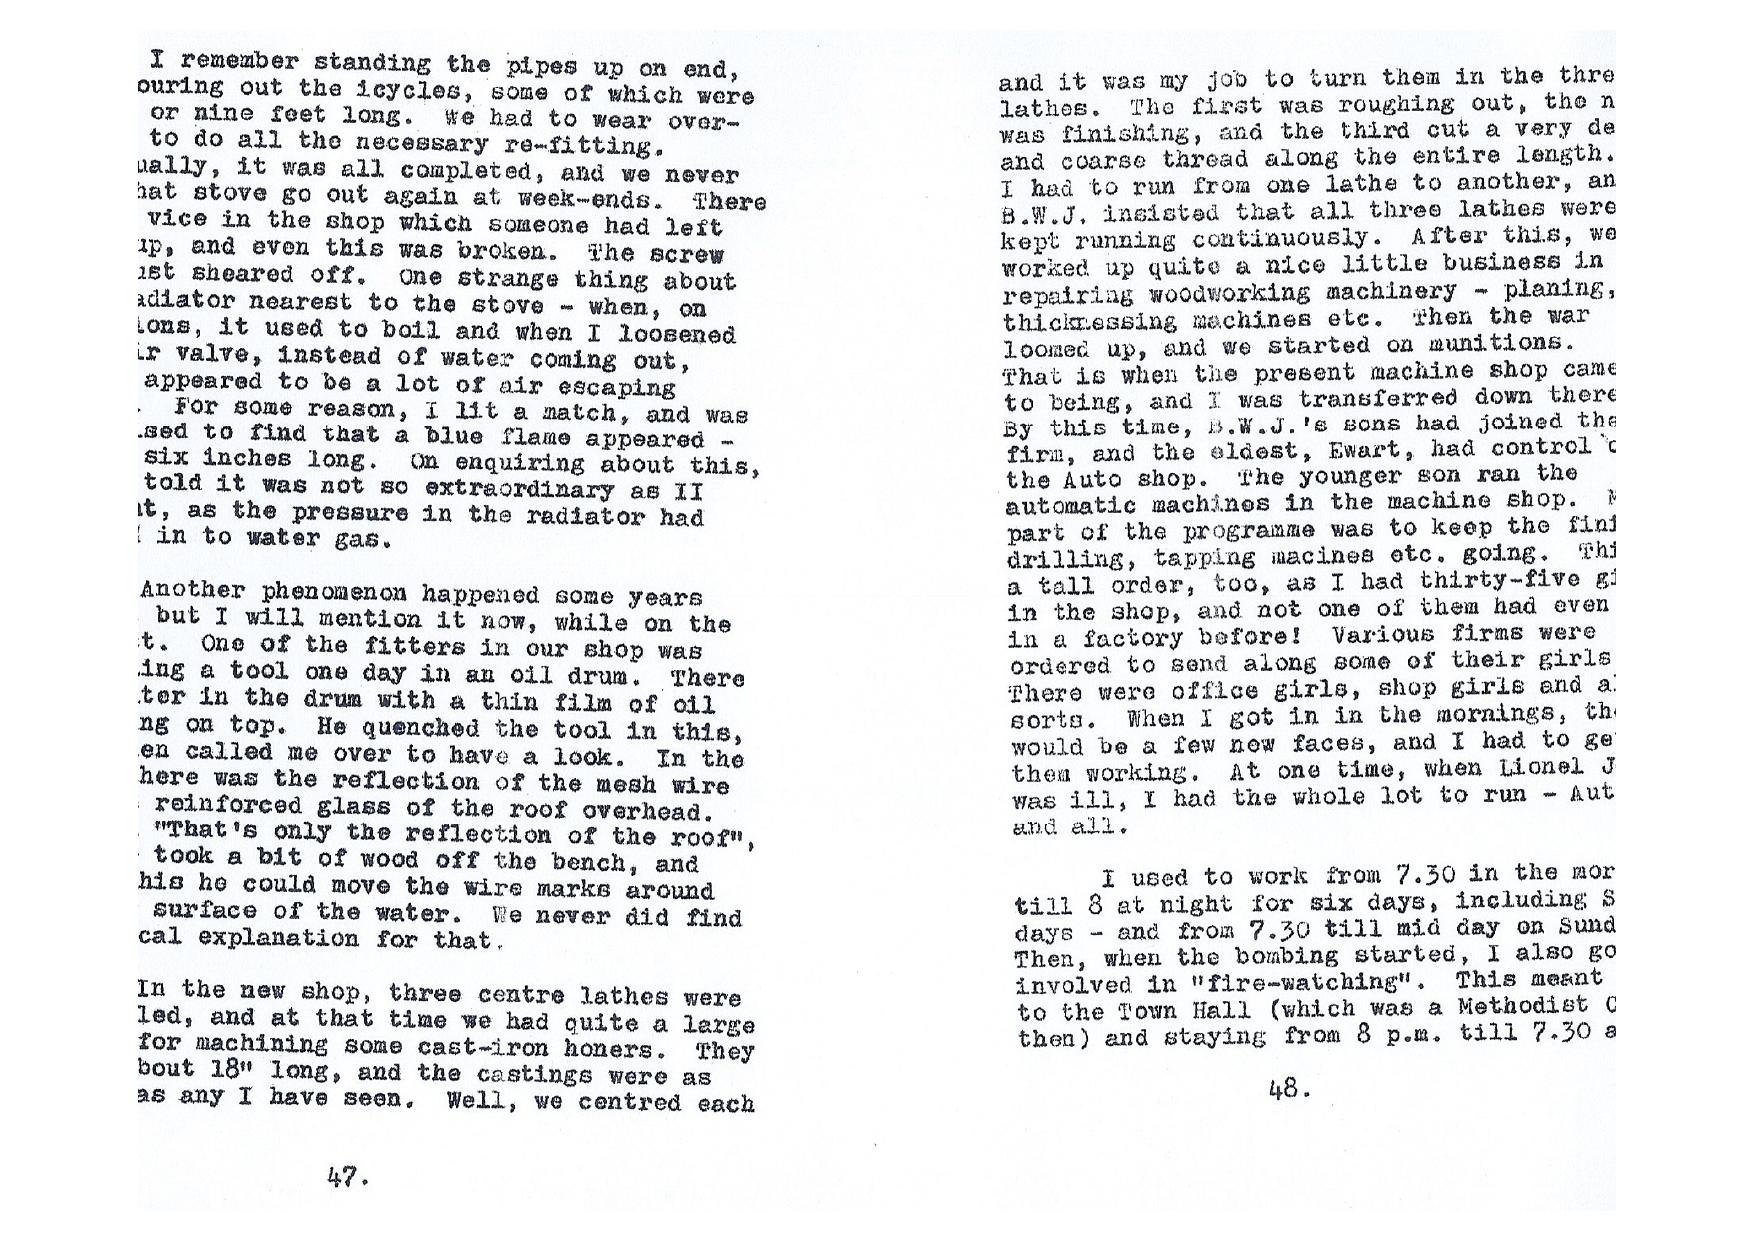 I remember standing the pipes up on end,
ouring out the icycles, some of which were
or nine feet long.  We had to wear over-
to do all the necessary re-fitting.
ually, it was all completed, and we never
hat stove go out again at week-ends.  There
vice in the shop which someone had left
up, and even this was broken.  The screw
ust sheared off.  One strange thing about
adiator nearest to the stove - when, on
ions, it used to boil and when I loosened
ir valve, instead of water coming out,
appeared to be a lot of air escaping
.  For some reason, I lit a match, and was
sed to find that a blue flame appeared -
six inches long.  On enquiring about this,
told it was not so extraordinary as II
ht, as the pressure in the radiator had
in to water gas.

Another phenomenon happened some years
but I will mention it now, while on the
t.  One of the fitters in our shop was
ing a tool one day in an oil drum.  There
ter in the drum with a thin film of oil
ng on top.  He quenched the tool in this,
en called me over to have a look.  In the
here was the reflection of the mesh wire
reinforced glass of the roof overhead.
"That's only the reflection of the roof",
took a bit of wood off the bench, and
his he could move the wire marks around
surface of the water.  We never did find
cal explanation for that.

In the new shop, three centre lathes were
led, and at that time we had quite a large
for machining some cast-iron honers.  They
bout 18" long, and the castings were as
as any I have seen.  Well, we centred each

47.

and it was my job to turn them in the thre
lathes.  The first was roughing out, the n
was finishing, and the third cut a very de
and coarse thread along the entire length.
I had to run from one lathe to another, an
B.W.J. insisted that all three lathes were
kept running continuously.  After this, we
worked up quite a nice little business in
repairing woodworking machinery - planing,
thicknessing machines etc.  Then the war
loomed up, and we started on munitions.
That is when the present machine shop came
to being, and I was transferred down there
By this time, B.W.J.'s sons had joined the
firm, and the eldest, Ewart, had control
the Auto shop.  The younger son ran the
automatic machines in the machine shop.  M
part of the programme was to keep the fini
drilling, tapping macines etc. going.  Thi
a tall order, too, as I had thirty-five gi
in the shop, and not one of them had even
in a factory before!  Various firms were
ordered to send along some of their girls
There were office girls, shop girls and a
sorts.  When I got in in the mornings, the
would be a few new faces, and I had to ge
them working.  At one time, when Lionel J
was ill, I had the whole lot to run - Aut
and all.

I used to work from 7.30 in the mor
till 8 at night for six days, including S
days - and from 7.30 till mid day on Sund
Then, when the bombing started, I also go
involved in "fire-watching".  This meant
to the Town Hall (which was a Methodist C
then) and staying from 8 p.m. till 7.30 a

48.